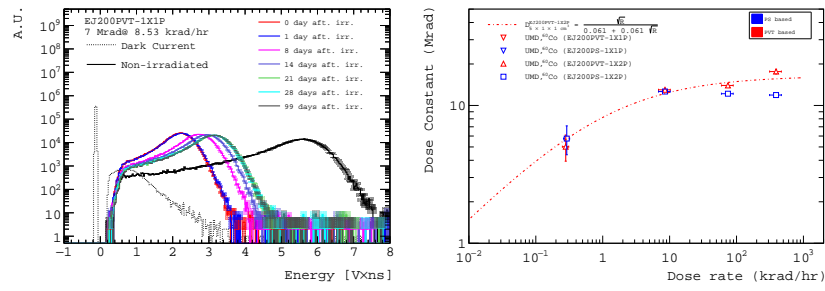 A.U.
EJ200PVT-1X1P
7 Mrad@ 8.53 krad/hr
Dark Current
Non-irradiated
0 day aft. irr.
1 day aft. irr.
8 days aft. irr.
14 days aft. irr.
21 days aft. irr.
28 days aft. irr.
99 days aft. irr.
10⁸
10⁷
10⁶
10⁵
10⁴
10³
10²
10
1
−1 0 1 2 3 4 5 6 7 8
Energy [V×ns]
Dose Constant (Mrad)
UMD,⁶⁰Co (EJ200PVT-1X1P)
UMD,⁶⁰Co (EJ200PS-1X1P)
UMD,⁶⁰Co (EJ200PVT-1X2P)
UMD,⁶⁰Co (EJ200PS-1X2P)
√R
0.061 + 0.061 √R
PS based
PVT based
10
1
10⁻² 10⁻¹ 1 10 10² 10³
Dose rate (krad/hr)